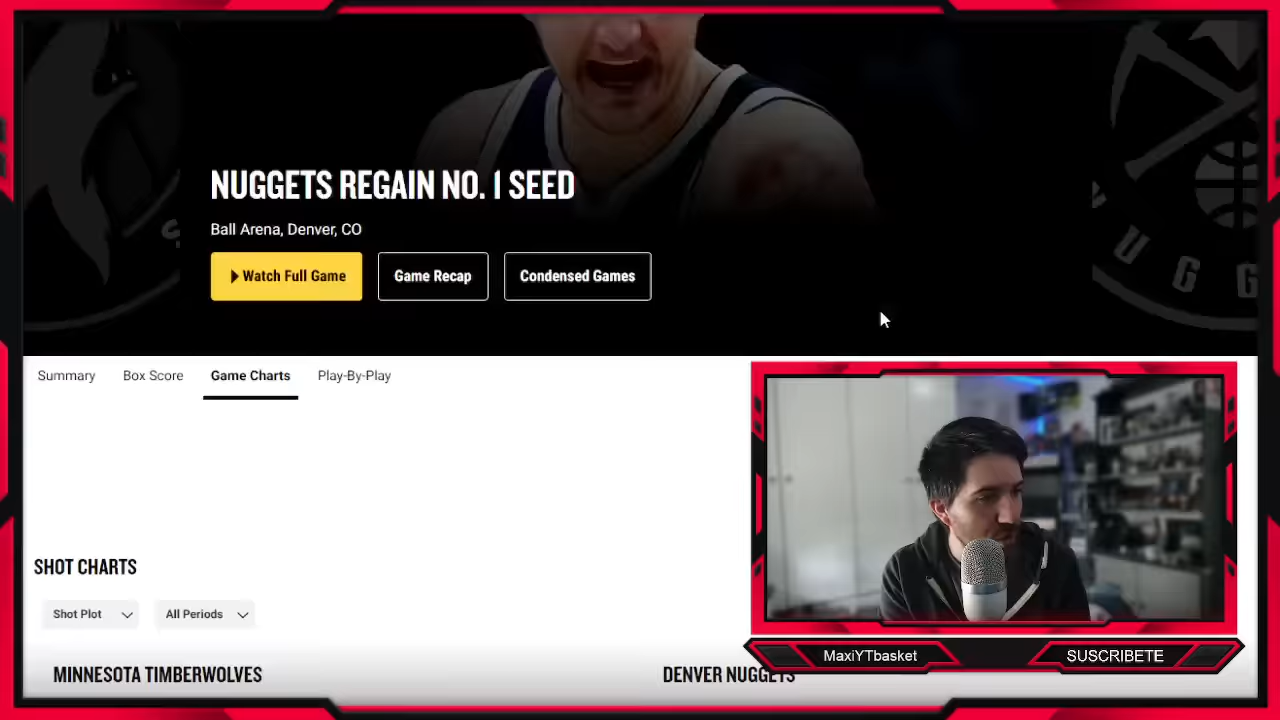 NUGGETS REGAIN NO. 1 SEED
Ball Arena, Denver, CO
Watch Full Game
Game Recap
Condensed Games
Summary
Box Score
Game Charts
Play-By-Play
SHOT CHARTS
Shot Plot
All Periods
MaxiYTbasket
SUSCRIBETE
MINNESOTA TIMBERWOLVES
DENVER NUGGETS